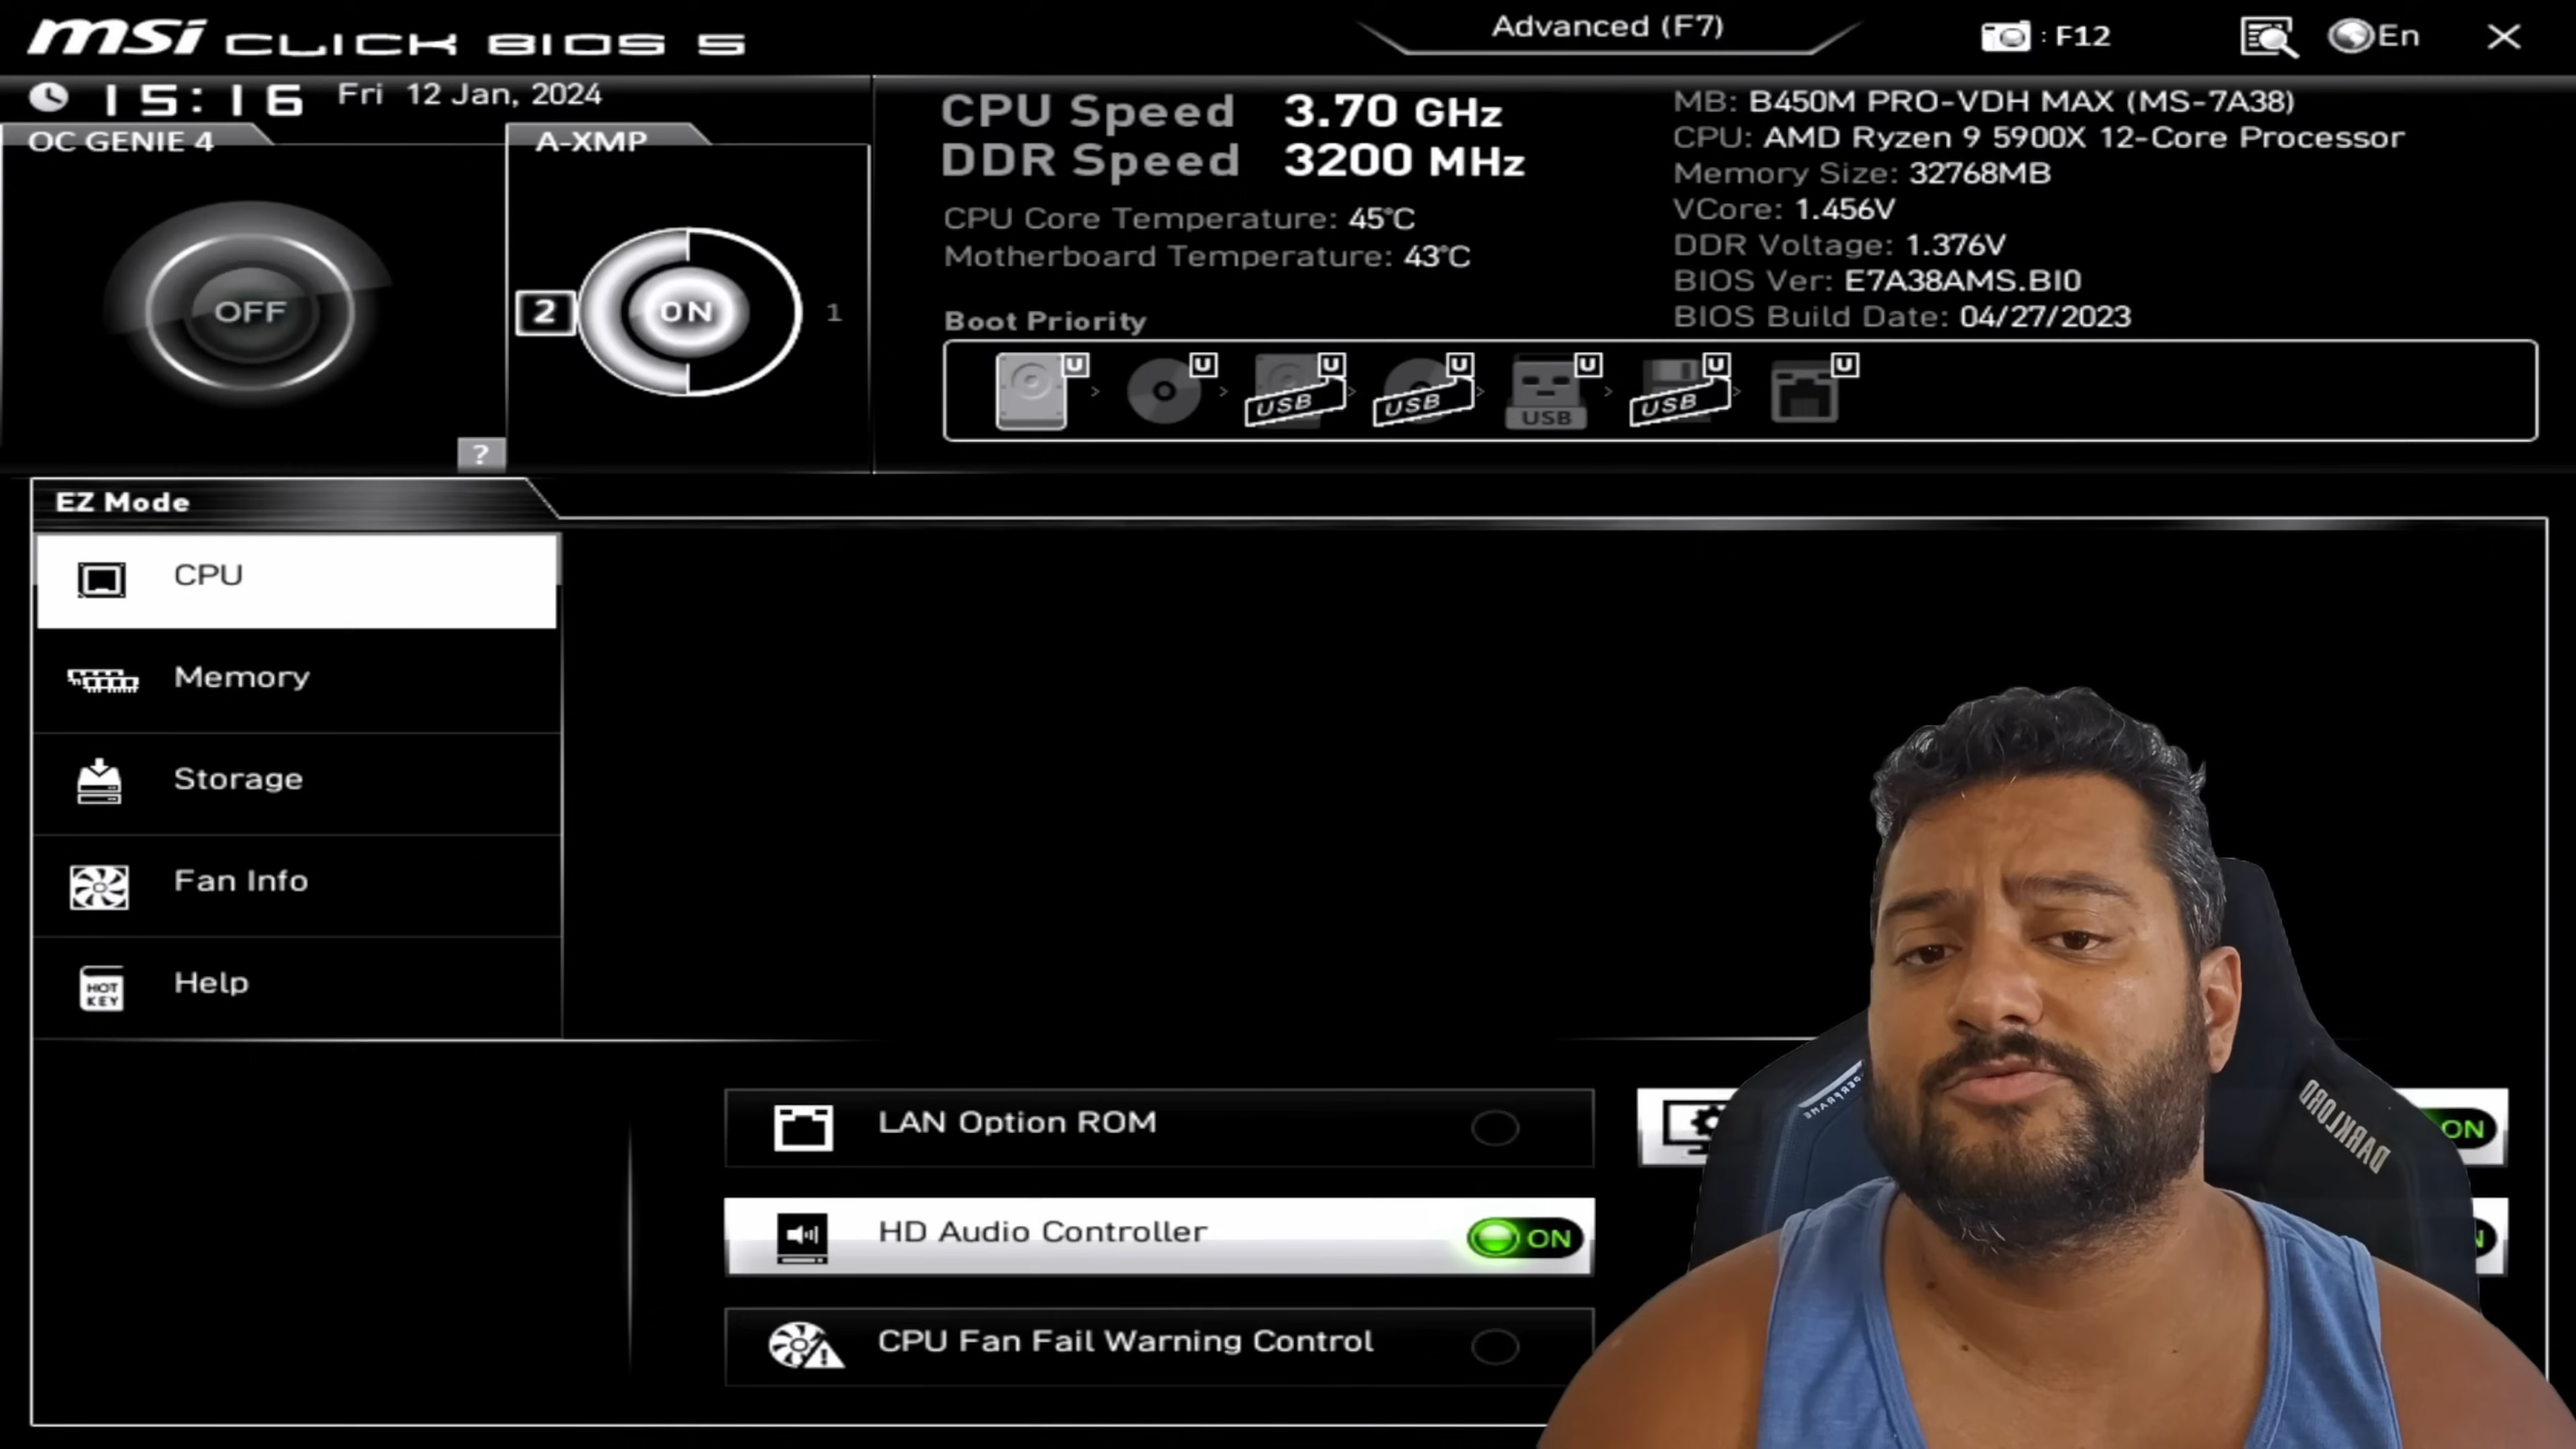 msi CLICK BIOS 5
Advanced (F7)
: F12
En
15:16 Fri 12 Jan, 2024
OC GENIE 4
OFF
?
A-XMP
2 ON 1
CPU Speed 3.70 GHz
DDR Speed 3200 MHz
CPU Core Temperature: 45°C
Motherboard Temperature: 43°C
MB: B450M PRO-VDH MAX (MS-7A38)
CPU: AMD Ryzen 9 5900X 12-Core Processor
Memory Size: 32768MB
VCore: 1.456V
DDR Voltage: 1.376V
BIOS Ver: E7A38AMS.BI0
BIOS Build Date: 04/27/2023
Boot Priority
U U U U U U U
USB USB USB USB
EZ Mode
CPU
Memory
Storage
Fan Info
HOT KEY Help
LAN Option ROM
HD Audio Controller ON
CPU Fan Fail Warning Control
ON
DARKLORD